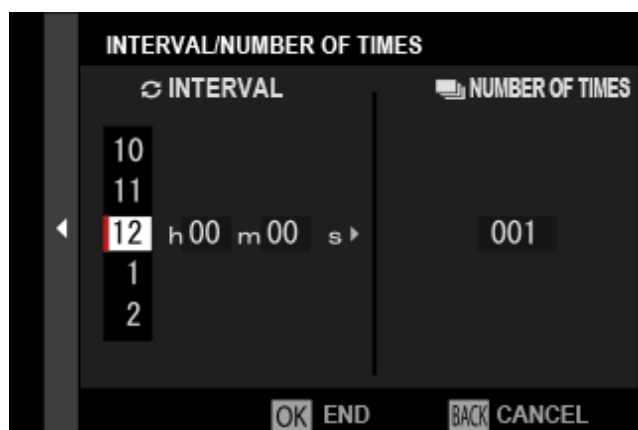 INTERVAL/NUMBER OF TIMES
INTERVAL
NUMBER OF TIMES
10
11
12 h 00 m 00 s
001
1
2
OK END
BACK CANCEL